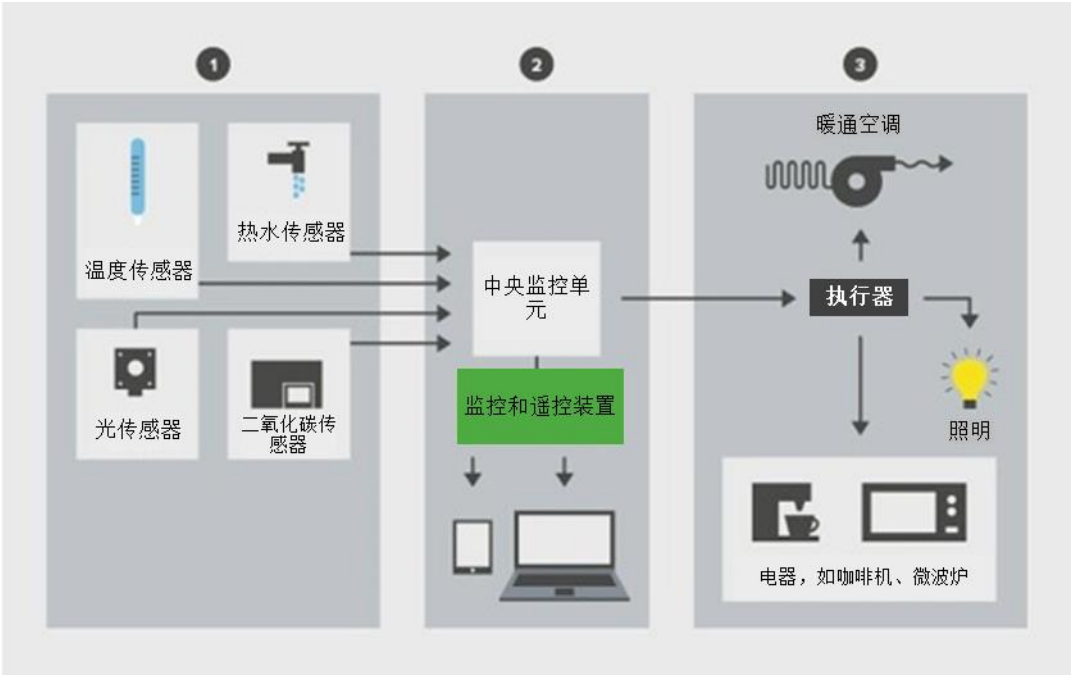 1
2
3
温度传感器
热水传感器
光传感器
二氧化碳传
感器
中央监控单
元
监控和遥控装置
暖通空调
执行器
照明
电器，如咖啡机、微波炉